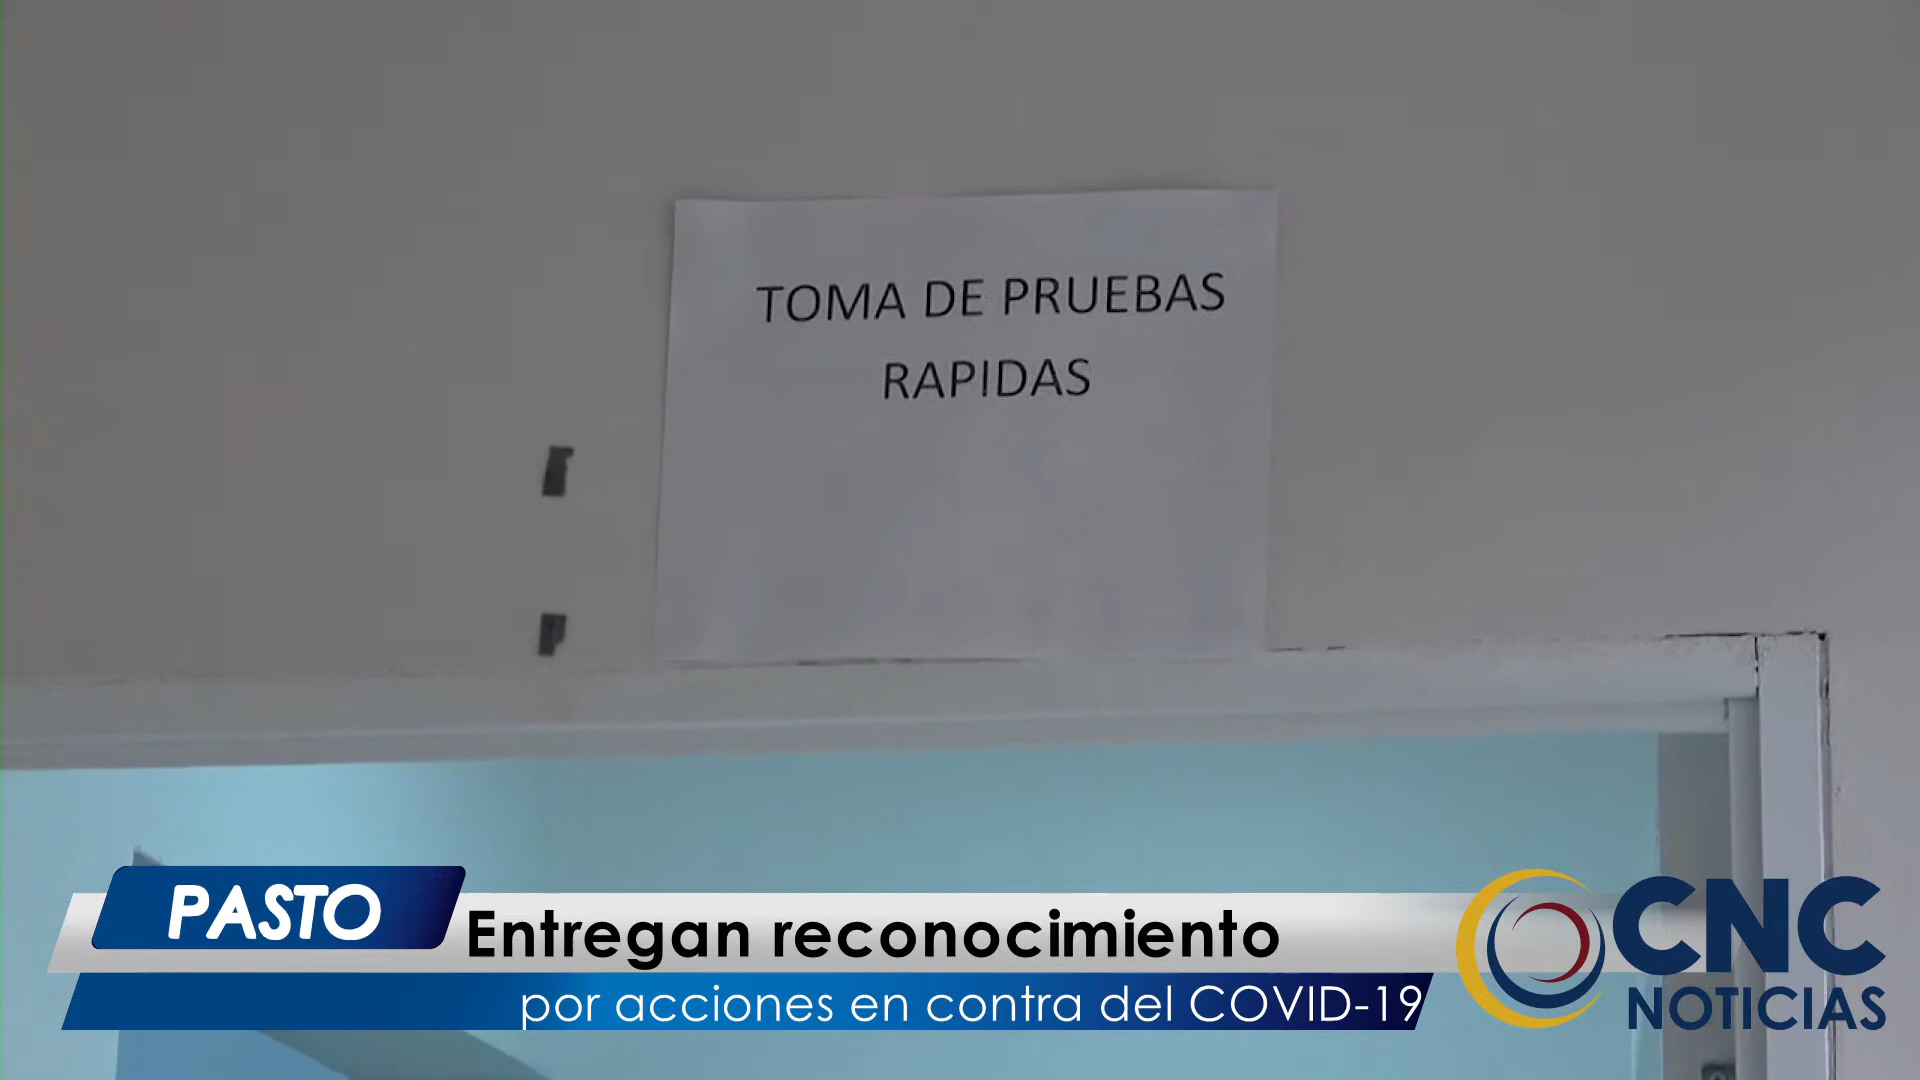 TOMA DE PRUEBAS
RAPIDAS
PASTO
Entregan reconocimiento
por acciones en contra del COVID-19
CNC
NOTICIAS